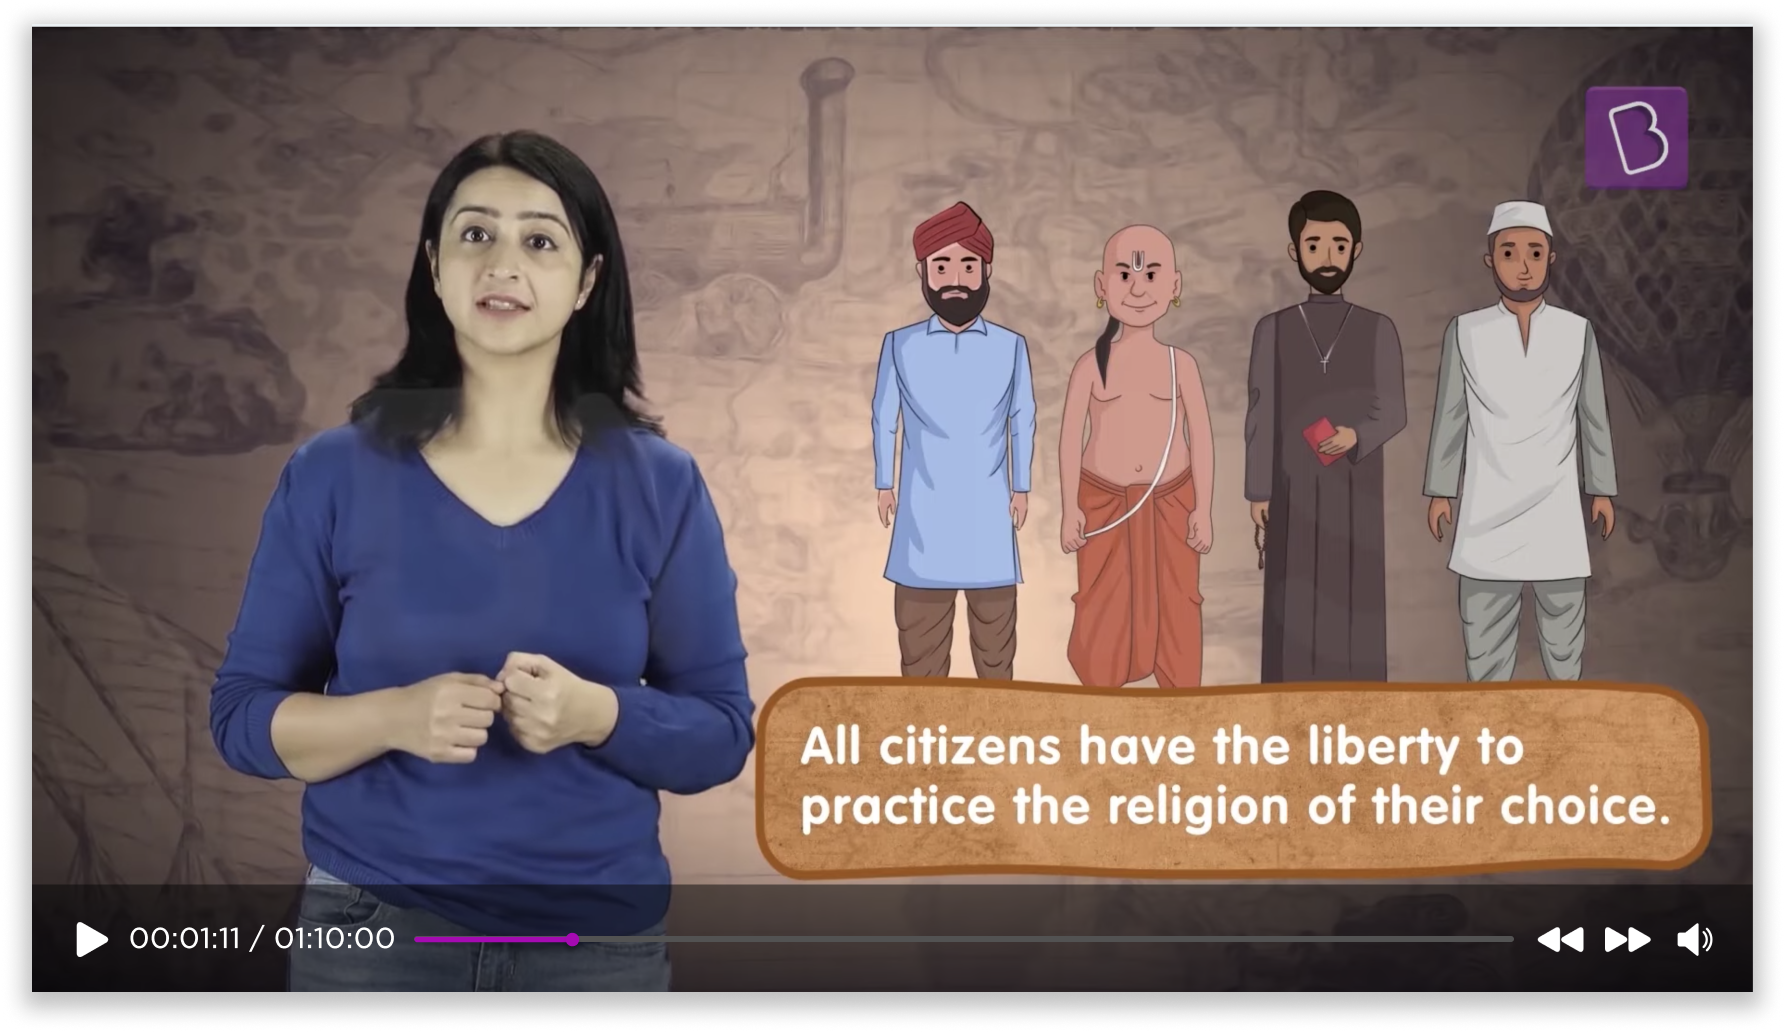 B
All citizens have the liberty to
practice the religion of their choice.
00:01:11 / 01:10:00